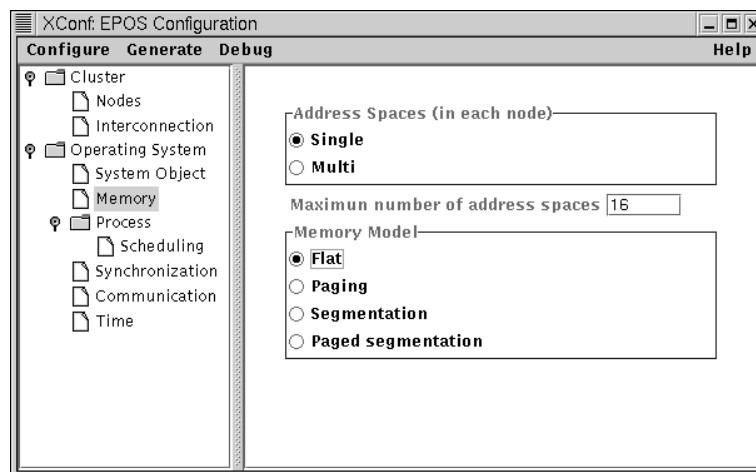 XConf: EPOS Configuration
Configure Generate Debug Help
Cluster
Nodes
Interconnection
Operating System
System Object
Memory
Process
Scheduling
Synchronization
Communication
Time
Address Spaces (in each node)
Single
Multi
Maximun number of address spaces 16
Memory Model
Flat
Paging
Segmentation
Paged segmentation